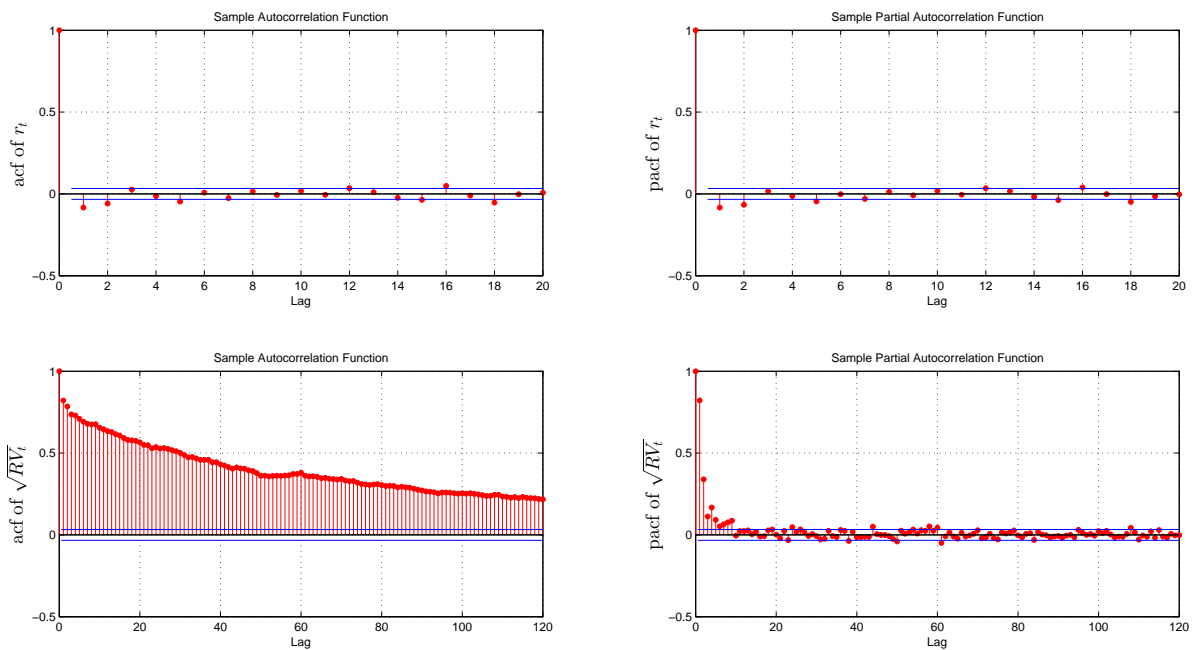 Sample Autocorrelation Function
1
0.5
0
−0.5
acf of r_t
0 2 4 6 8 10 12 14 16 18 20
Lag
Sample Partial Autocorrelation Function
1
0.5
0
−0.5
pacf of r_t
0 2 4 6 8 10 12 14 16 18 20
Lag
Sample Autocorrelation Function
1
0.5
0
−0.5
acf of √RV_t
0 20 40 60 80 100 120
Lag
Sample Partial Autocorrelation Function
1
0.5
0
−0.5
pacf of √RV_t
0 20 40 60 80 100 120
Lag